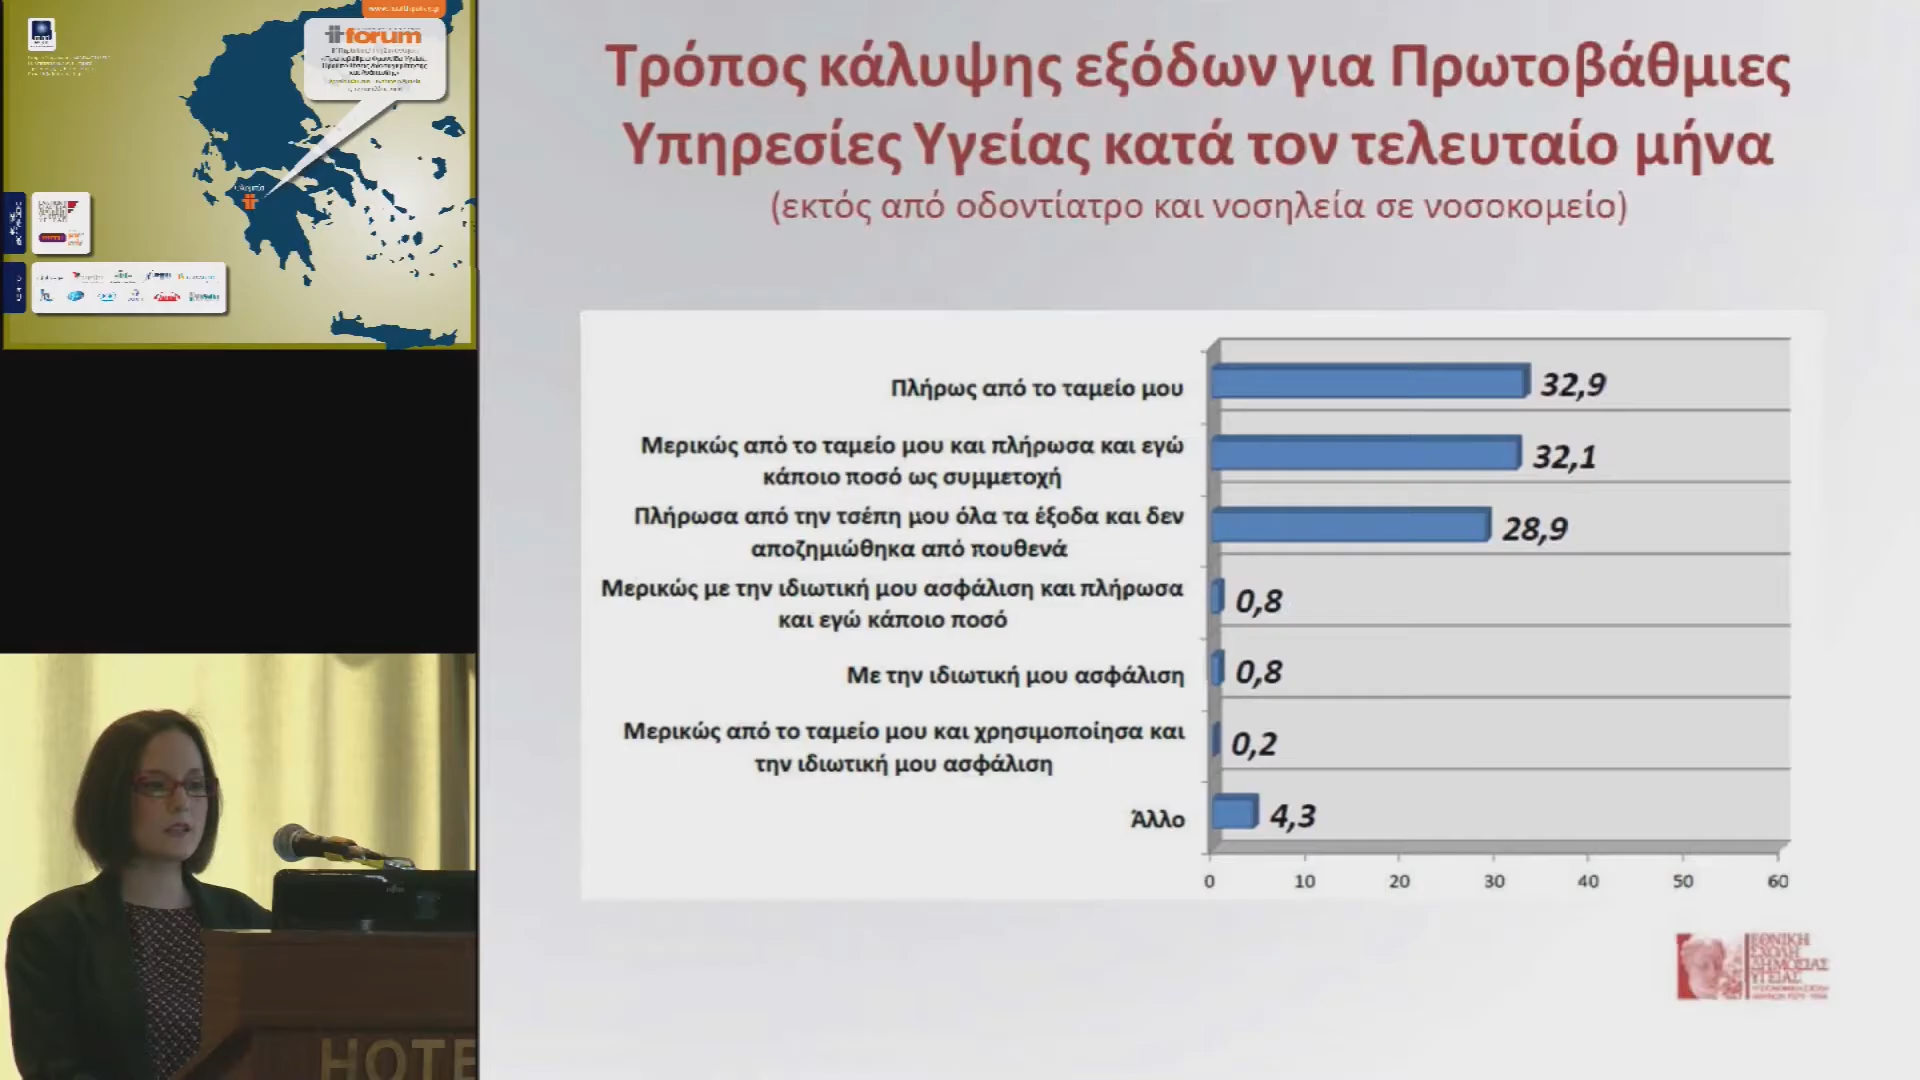 www.healthpolicy.gr
forum
Ολυμπία
Τρόπος κάλυψης εξόδων για Πρωτοβάθμιες
Υπηρεσίες Υγείας κατά τον τελευταίο μήνα
(εκτός από οδοντίατρο και νοσηλεία σε νοσοκομείο)
Πλήρως από το ταμείο μου
32,9
Μερικώς από το ταμείο μου και πλήρωσα και εγώ
κάποιο ποσό ως συμμετοχή
32,1
Πλήρωσα από την τσέπη μου όλα τα έξοδα και δεν
αποζημιώθηκα από πουθενά
28,9
Μερικώς με την ιδιωτική μου ασφάλιση και πλήρωσα
και εγώ κάποιο ποσό
0,8
Με την ιδιωτική μου ασφάλιση
0,8
Μερικώς από το ταμείο μου και χρησιμοποίησα και
την ιδιωτική μου ασφάλιση
0,2
Άλλο
4,3
0 10 20 30 40 50 60
ΕΘΝΙΚΗ
ΣΧΟΛΗ
ΔΗΜΟΣΙΑΣ
ΥΓΕΙΑΣ
HOTE